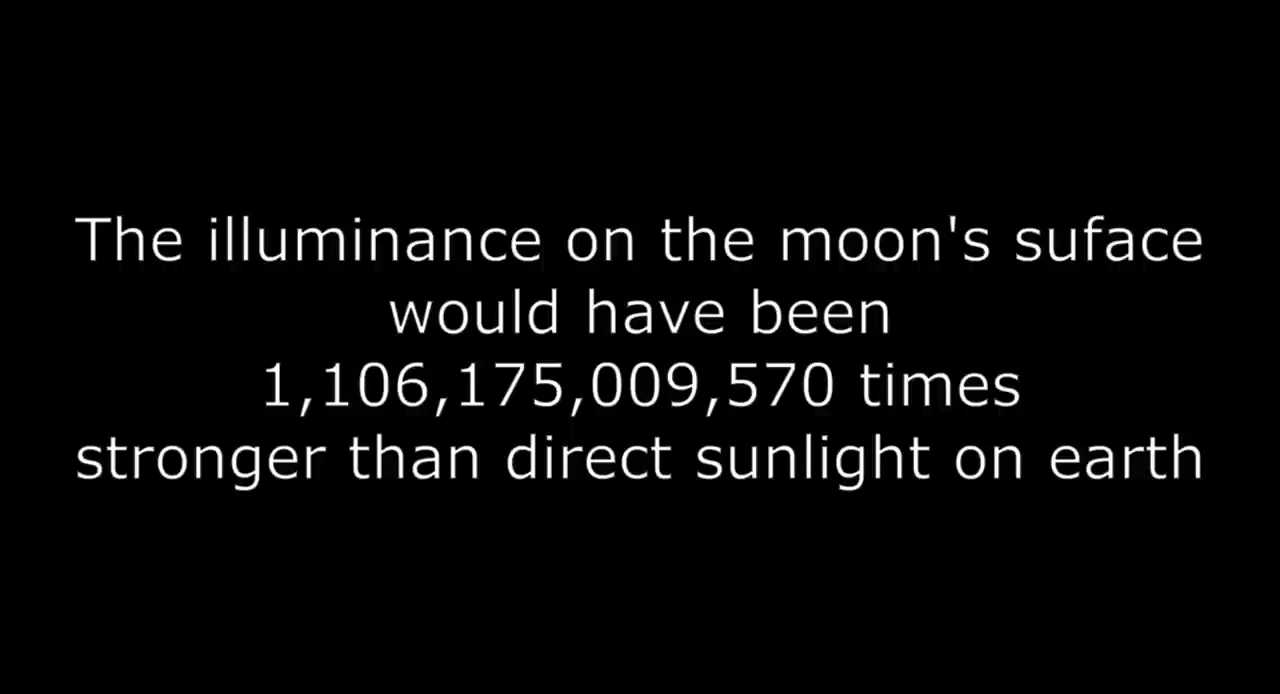 The illuminance on the moon's suface
would have been
1,106,175,009,570 times
stronger than direct sunlight on earth